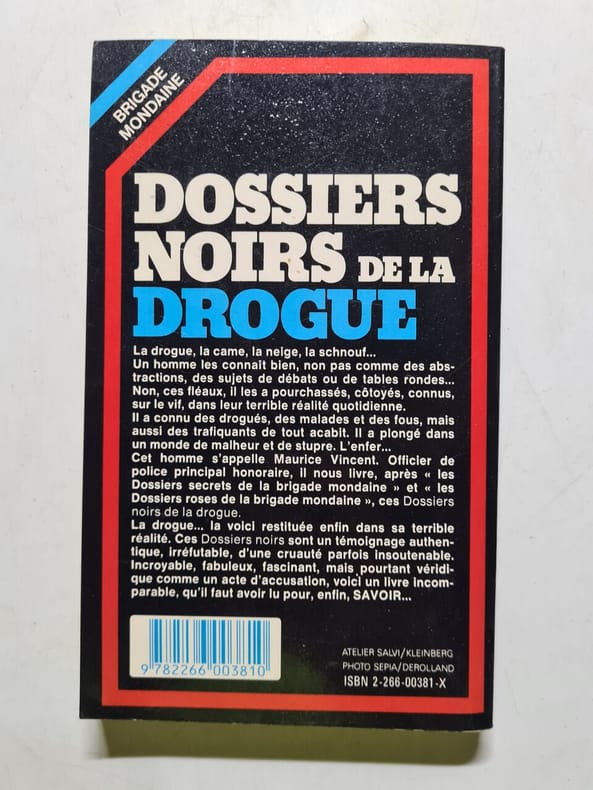 BRIGADE
MONDAINE
DOSSIERS
NOIRS DE LA
DROGUE
La drogue, la came, la neige, la schnouf...
Un homme les connaît bien, non pas comme des abs-
tractions, des sujets de débats ou de tables rondes...
Non, ces fléaux, il les a pourchassés, côtoyés, connus,
sur le vif, dans leur terrible réalité quotidienne.
Il a connu des drogués, des malades et des fous, mais
aussi des trafiquants de tout acabit. Il a plongé dans
un monde de malheur et de stupre. L'enfer...
Cet homme s'appelle Maurice Vincent. Officier de
police principal honoraire, il nous livre, après « les
Dossiers secrets de la brigade mondaine » et « les
Dossiers roses de la brigade mondaine », ces Dossiers
noirs de la drogue.
La drogue... la voici restituée enfin dans sa terrible
réalité. Ces Dossiers noirs sont un témoignage authen-
tique, irréfutable, d'une cruauté parfois insoutenable.
Incroyable, fabuleux, fascinant, mais pourtant véridi-
que comme un acte d'accusation, voici un livre incom-
parable, qu'il faut avoir lu pour, enfin, SAVOIR...
9 782266 003810
ATELIER SALVI/KLEINBERG
PHOTO SEPIA/DEROLLAND
ISBN 2-266-00381-X